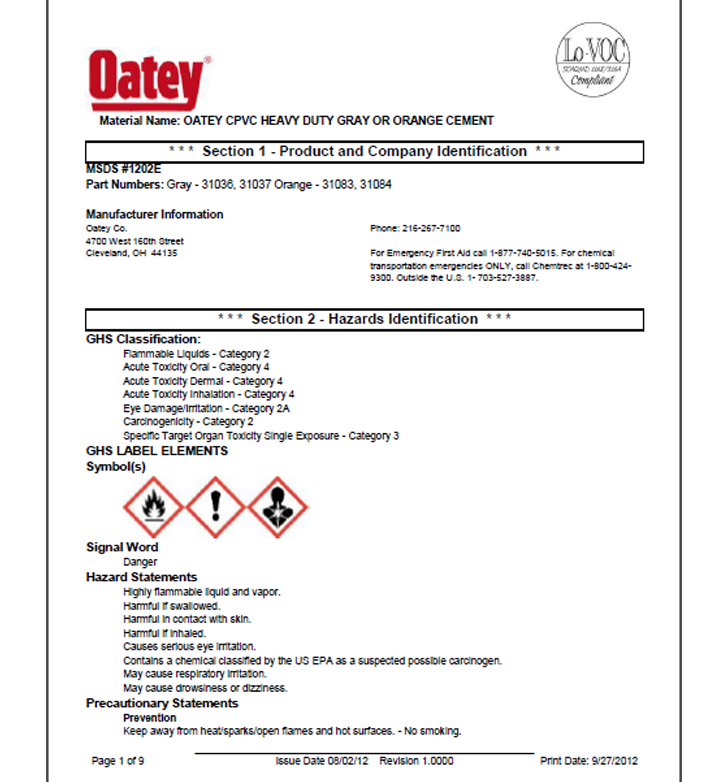 Oatey®
Lo-VOC
Compliant
Material Name: OATEY CPVC HEAVY DUTY GRAY OR ORANGE CEMENT
* * * Section 1 - Product and Company Identification * * *
MSDS #1202E
Part Numbers: Gray - 31036, 31037 Orange - 31083, 31084
Manufacturer Information
Oatey Co.
4700 West 160th Street
Cleveland, OH 44135
Phone: 216-267-7100
For Emergency First Aid call 1-877-740-5015. For chemical
transportation emergencies ONLY, call Chemtrec at 1-800-424-
9300. Outside the U.S. 1- 703-527-3887.
* * * Section 2 - Hazards Identification * * *
GHS Classification:
Flammable Liquids - Category 2
Acute Toxicity Oral - Category 4
Acute Toxicity Dermal - Category 4
Acute Toxicity Inhalation - Category 4
Eye Damage/Irritation - Category 2A
Carcinogenicity - Category 2
Specific Target Organ Toxicity Single Exposure - Category 3
GHS LABEL ELEMENTS
Symbol(s)
Signal Word
Danger
Hazard Statements
Highly flammable liquid and vapor.
Harmful if swallowed.
Harmful in contact with skin.
Harmful if inhaled.
Causes serious eye irritation.
Contains a chemical classified by the US EPA as a suspected possible carcinogen.
May cause respiratory irritation.
May cause drowsiness or dizziness.
Precautionary Statements
Prevention
Keep away from heat/sparks/open flames and hot surfaces. - No smoking.
Page 1 of 9
Issue Date 08/02/12 Revision 1.0000
Print Date: 9/27/2012